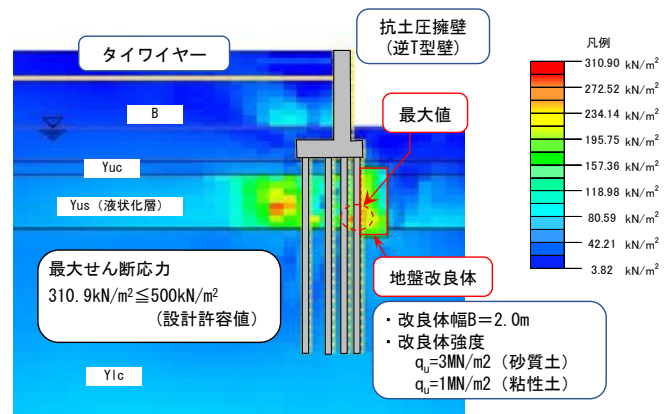 タイワイヤー
抗土圧擁壁
(逆T型壁)
凡例
310.90 kN/m²
272.52 kN/m²
234.14 kN/m²
195.75 kN/m²
157.36 kN/m²
118.98 kN/m²
80.59 kN/m²
42.21 kN/m²
3.82 kN/m²
B
最大値
Yuc
Yus（液状化層）
最大せん断応力
310.9kN/m²≦500kN/m²
（設計許容値）
地盤改良体
・改良体幅B＝2.0m
・改良体強度
qu=3MN/m2（砂質土）
qu=1MN/m2（粘性土）
Ylc